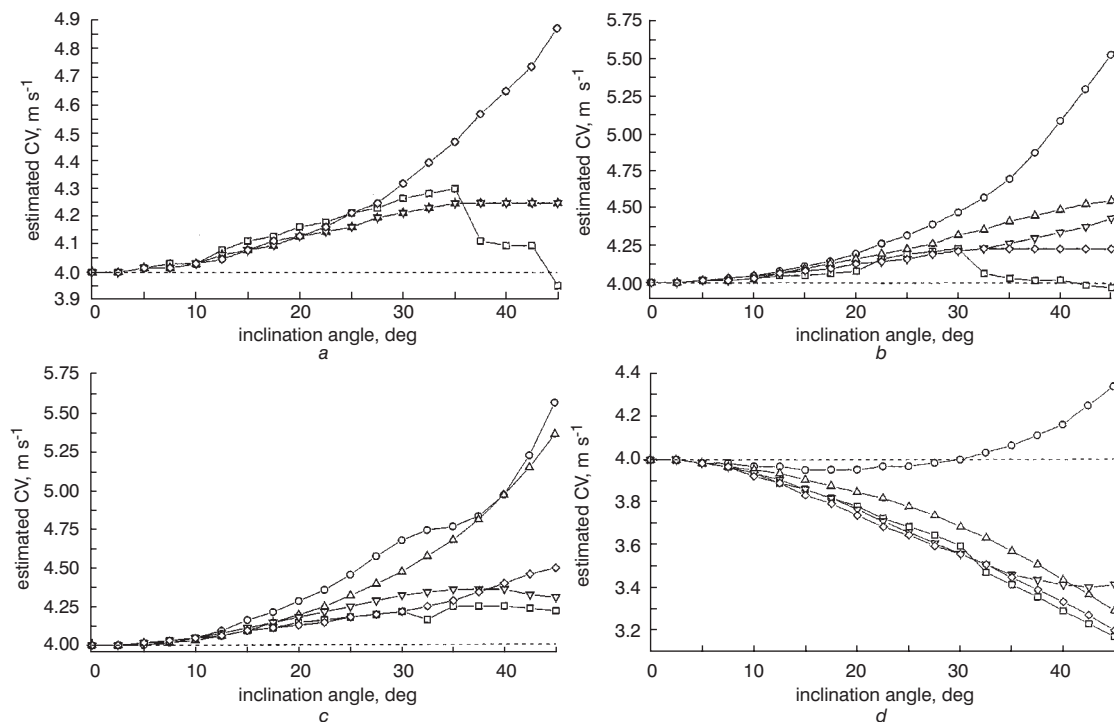 4.9
4.8
4.7
4.6
4.5
4.4
4.3
4.2
4.1
4.0
3.9
estimated CV, m s-1
0 10 20 30 40
inclination angle, deg
a
5.75
5.50
5.25
5.00
4.75
4.50
4.25
4.00
estimated CV, m s-1
0 10 20 30 40
inclination angle, deg
b
5.75
5.50
5.25
5.00
4.75
4.50
4.25
4.00
estimated CV, m s-1
0 10 20 30 40
inclination angle, deg
c
4.4
4.2
4.0
3.8
3.6
3.4
3.2
estimated CV, m s-1
0 10 20 30 40
inclination angle, deg
d